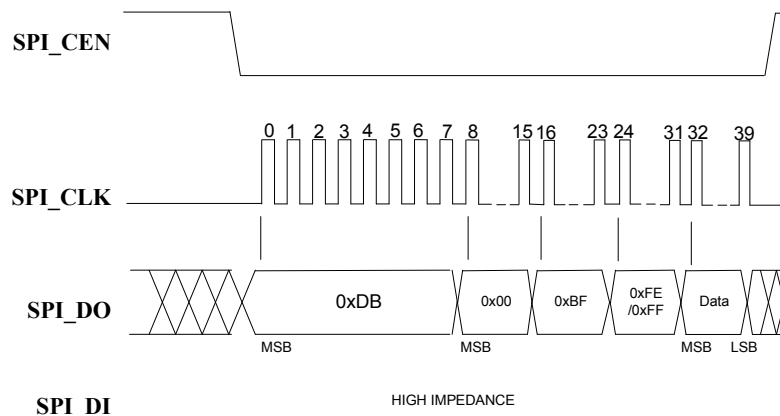 SPI_CEN
0 1 2 3 4 5 6 7 8 15 16 23 24 31 32 39
SPI_CLK
SPI_DO
0xDB 0x00 0xBF 0xFE Data
/0xFF
MSB MSB MSB LSB
SPI_DI
HIGH IMPEDANCE